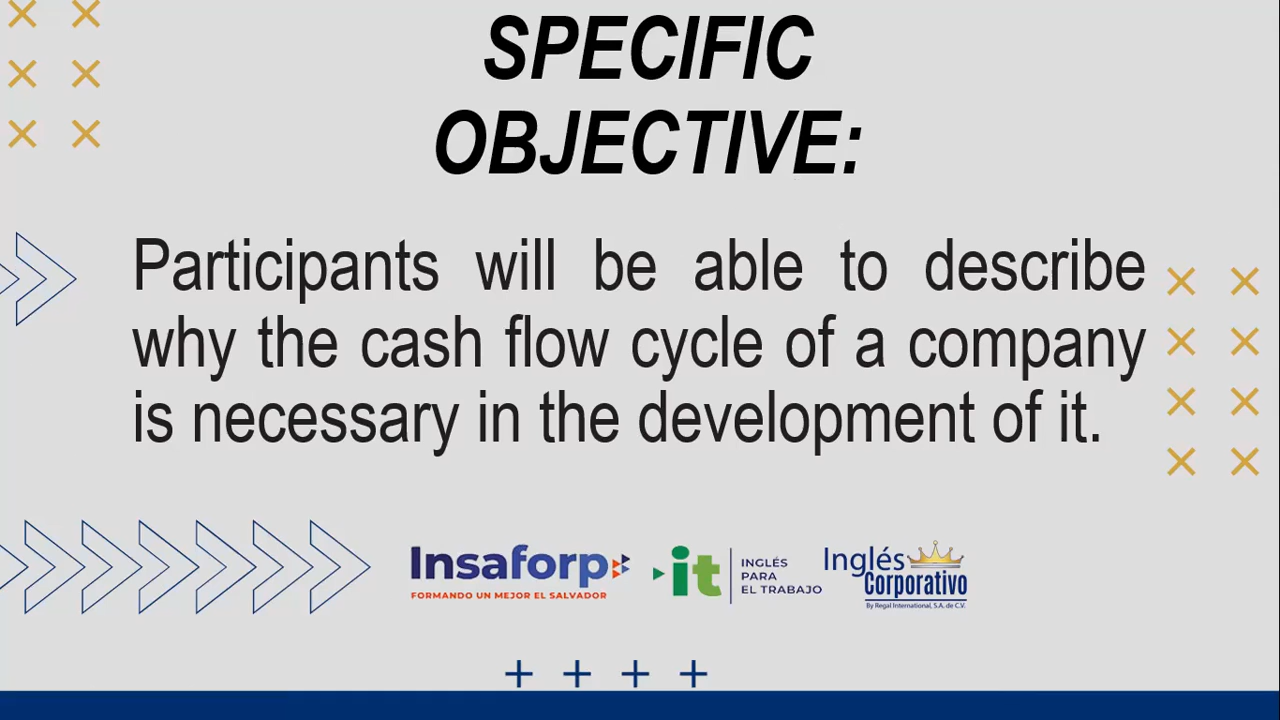 SPECIFIC
OBJECTIVE:
Participants will be able to describe
why the cash flow cycle of a company
is necessary in the development of it.
Insaforp
FORMANDO UN MEJOR EL SALVADOR
it
INGLÉS
PARA
EL TRABAJO
Inglés
Corporativo
By Regal International, S.A. de C.V.